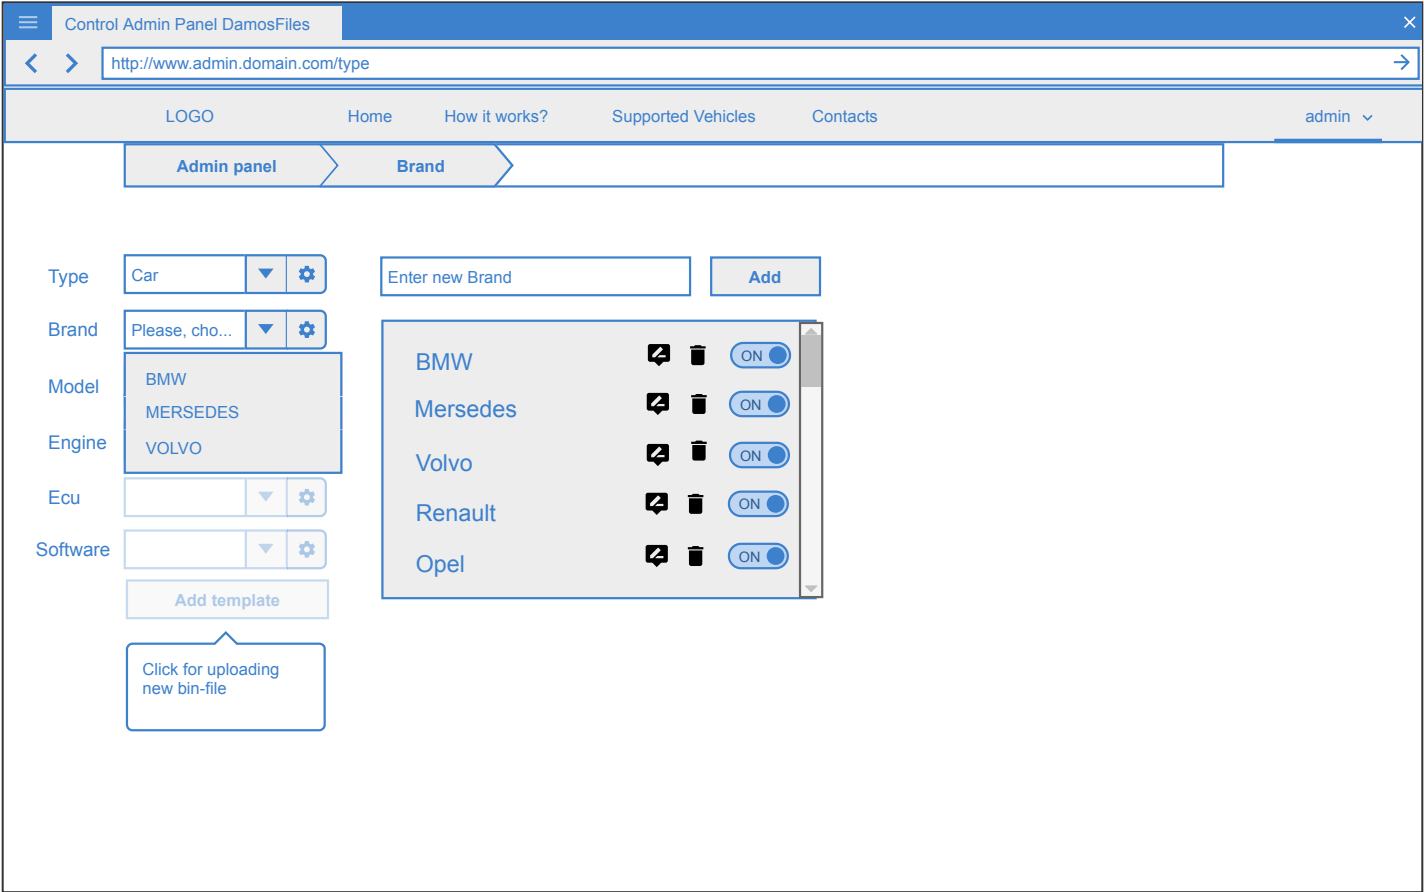 Control Admin Panel DamosFiles
http://www.admin.domain.com/type
LOGO Home How it works? Supported Vehicles Contacts admin
Admin panel Brand
Type Car Enter new Brand Add
Brand Please, cho...
Model
Engine
BMW
MERSEDES
VOLVO
Ecu
Software
Add template
Click for uploading
new bin-file
BMW ON
Mersedes ON
Volvo ON
Renault ON
Opel ON